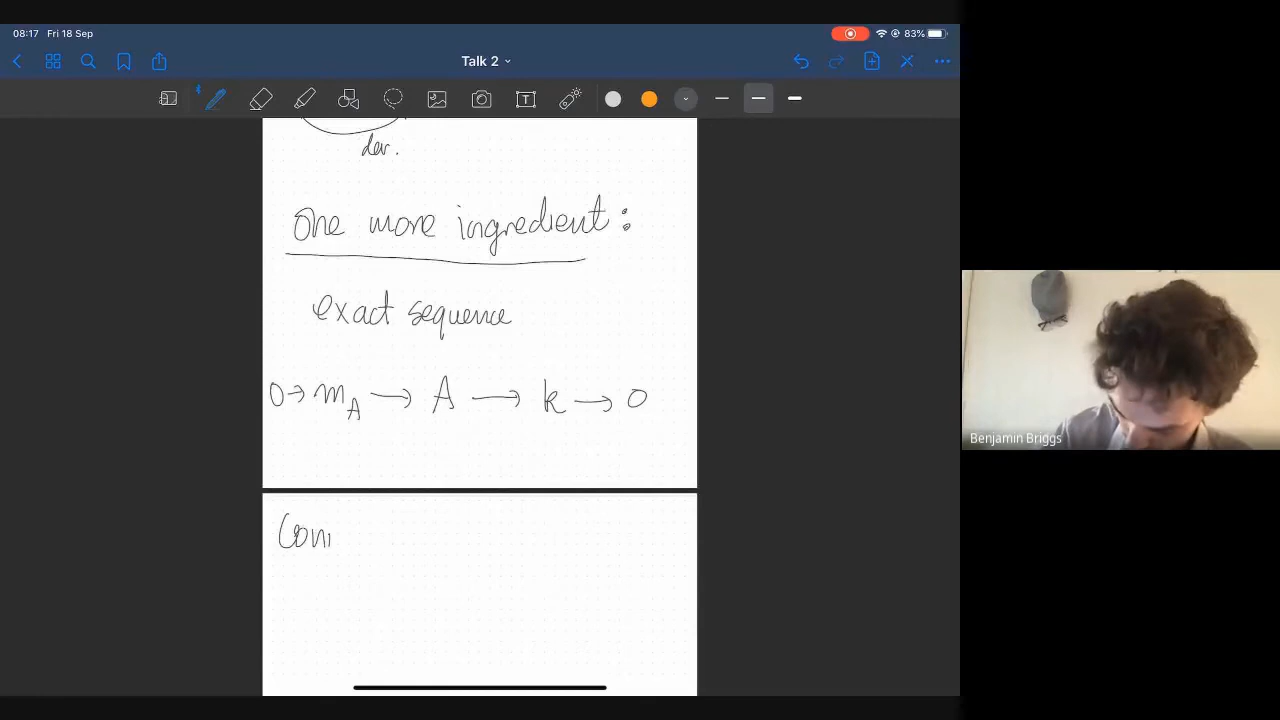 08:17 Fri 18 Sep
83%
Talk 2
T
der.
One more ingredient:
exact sequence
0 → m_A → A → k → 0
Con
Benjamin Briggs